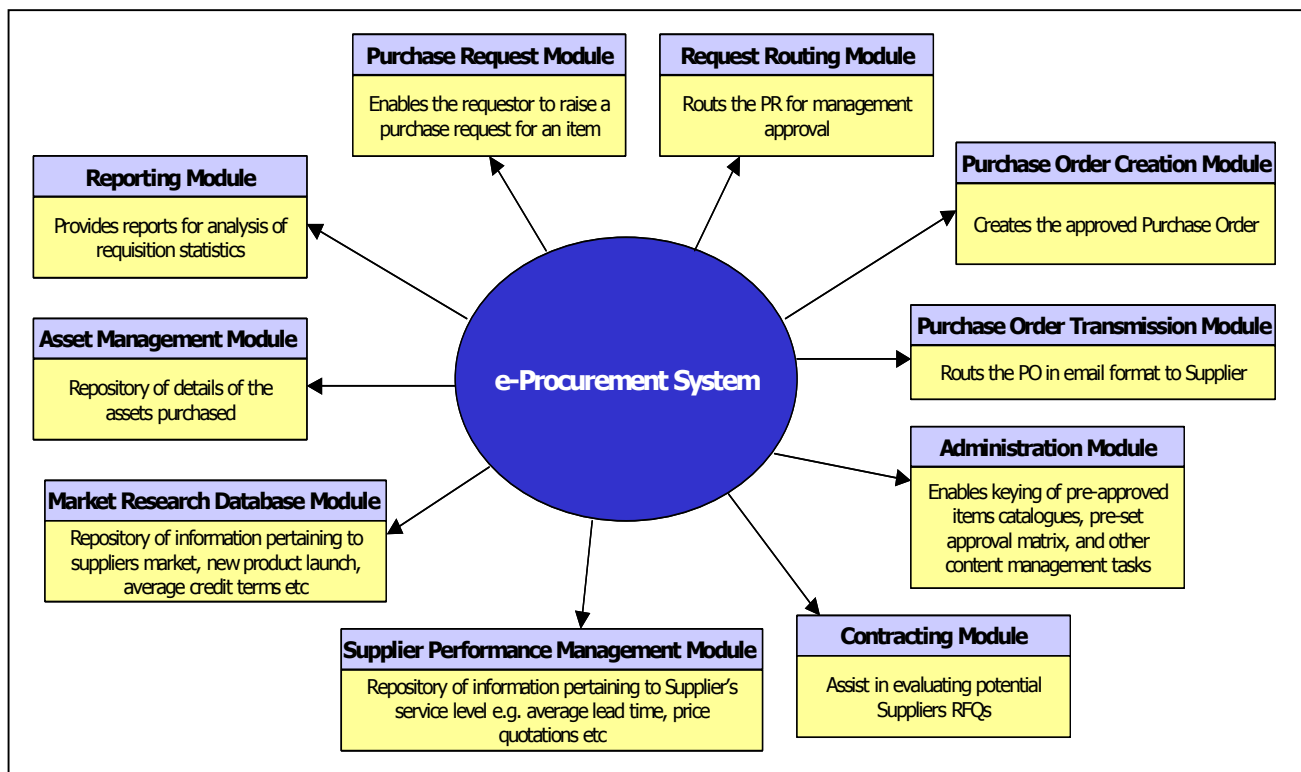 Purchase Request Module
Enables the requestor to raise a
purchase request for an item
Request Routing Module
Routs the PR for management
approval
Purchase Order Creation Module
Creates the approved Purchase Order
Reporting Module
Provides reports for analysis of
requisition statistics
Purchase Order Transmission Module
Routs the PO in email format to Supplier
Asset Management Module
Repository of details of the
assets purchased
e-Procurement System
Administration Module
Enables keying of pre-approved
items catalogues, pre-set
approval matrix, and other
content management tasks
Market Research Database Module
Repository of information pertaining to
suppliers market, new product launch,
average credit terms etc
Supplier Performance Management Module
Repository of information pertaining to Supplier’s
service level e.g. average lead time, price
quotations etc
Contracting Module
Assist in evaluating potential
Suppliers RFQs